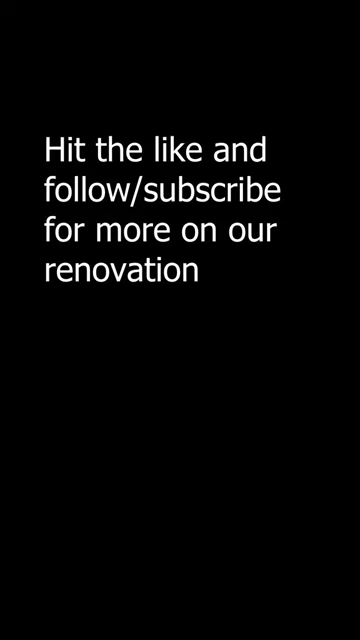 Hit the like and
follow/subscribe
for more on our
renovation